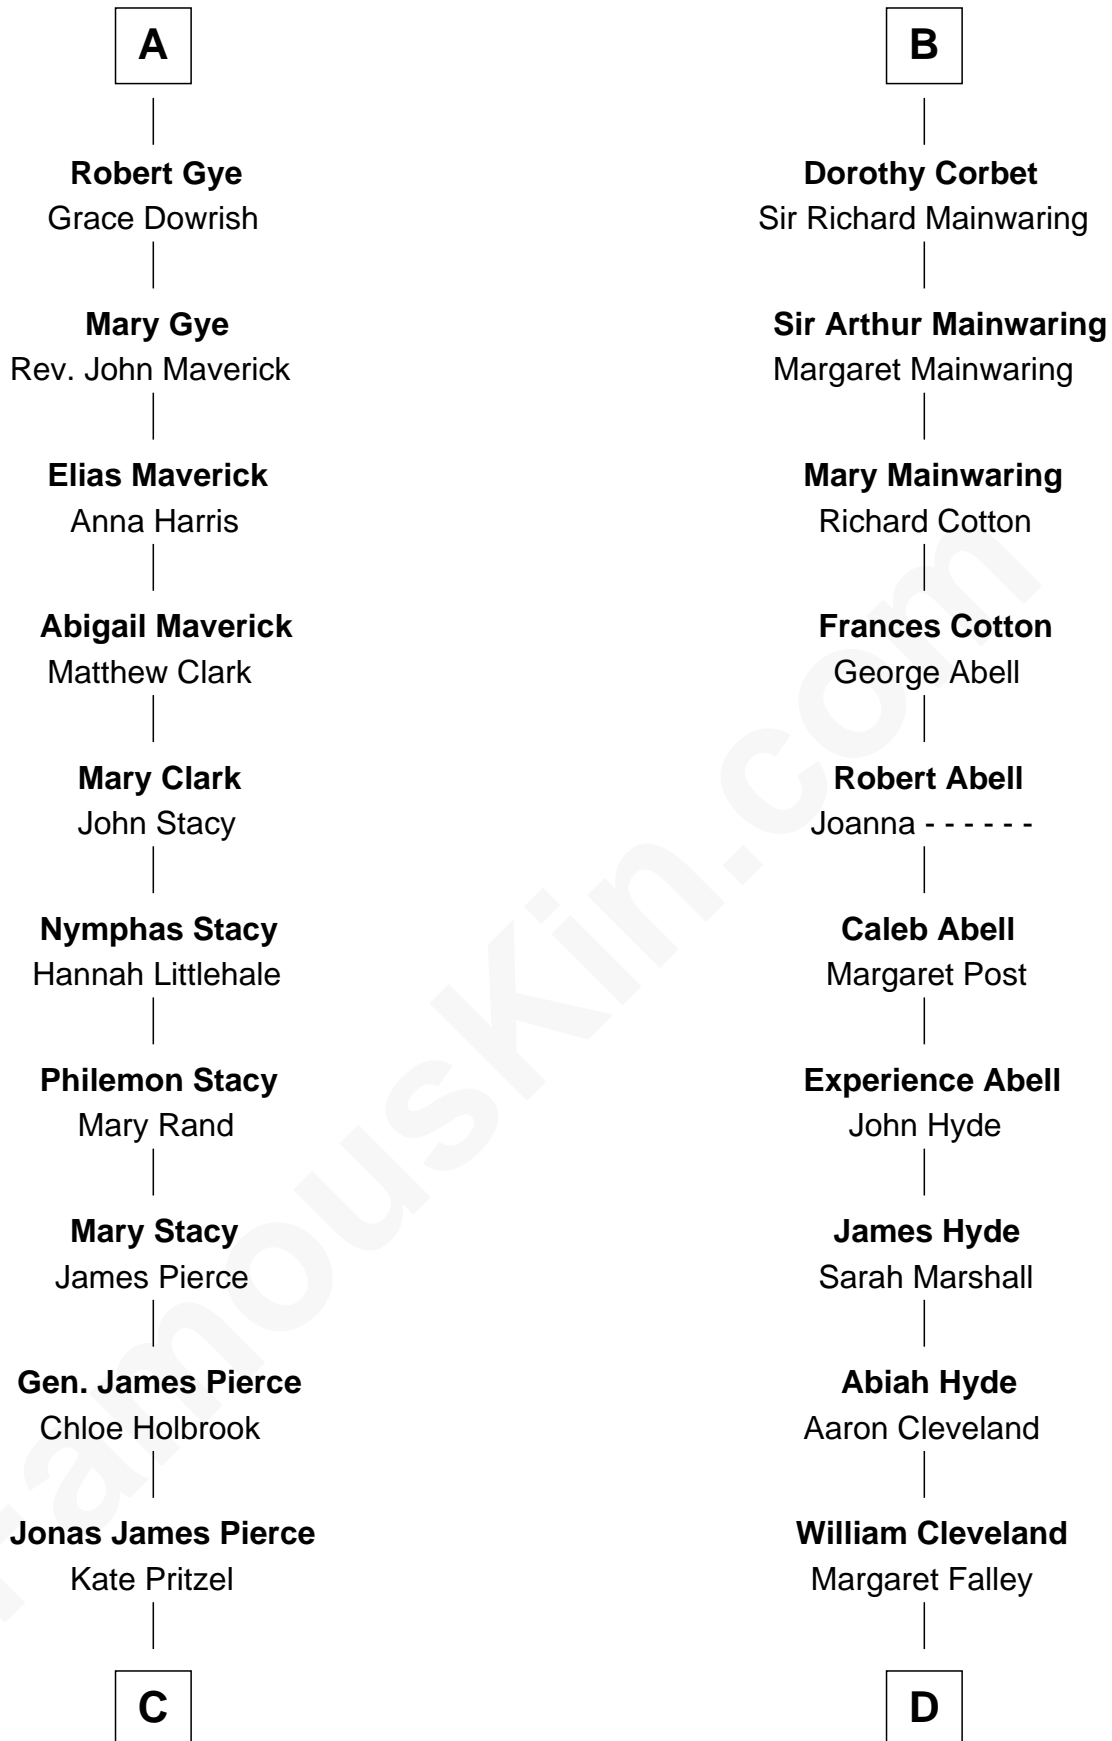 A
Robert Gye
Grace Dowrish
Mary Gye
Rev. John Maverick
Elias Maverick
Anna Harris
Abigail Maverick
Matthew Clark
Mary Clark
John Stacy
Nymphas Stacy
Hannah Littlehale
Philemon Stacy
Mary Rand
Mary Stacy
James Pierce
Gen. James Pierce
Chloe Holbrook
Jonas James Pierce
Kate Pritzel
C
B
Dorothy Corbet
Sir Richard Mainwaring
Sir Arthur Mainwaring
Margaret Mainwaring
Mary Mainwaring
Richard Cotton
Frances Cotton
George Abell
Robert Abell
Joanna - - - - - -
Caleb Abell
Margaret Post
Experience Abell
John Hyde
James Hyde
Sarah Marshall
Abiah Hyde
Aaron Cleveland
William Cleveland
Margaret Falley
D
FamousKin.com